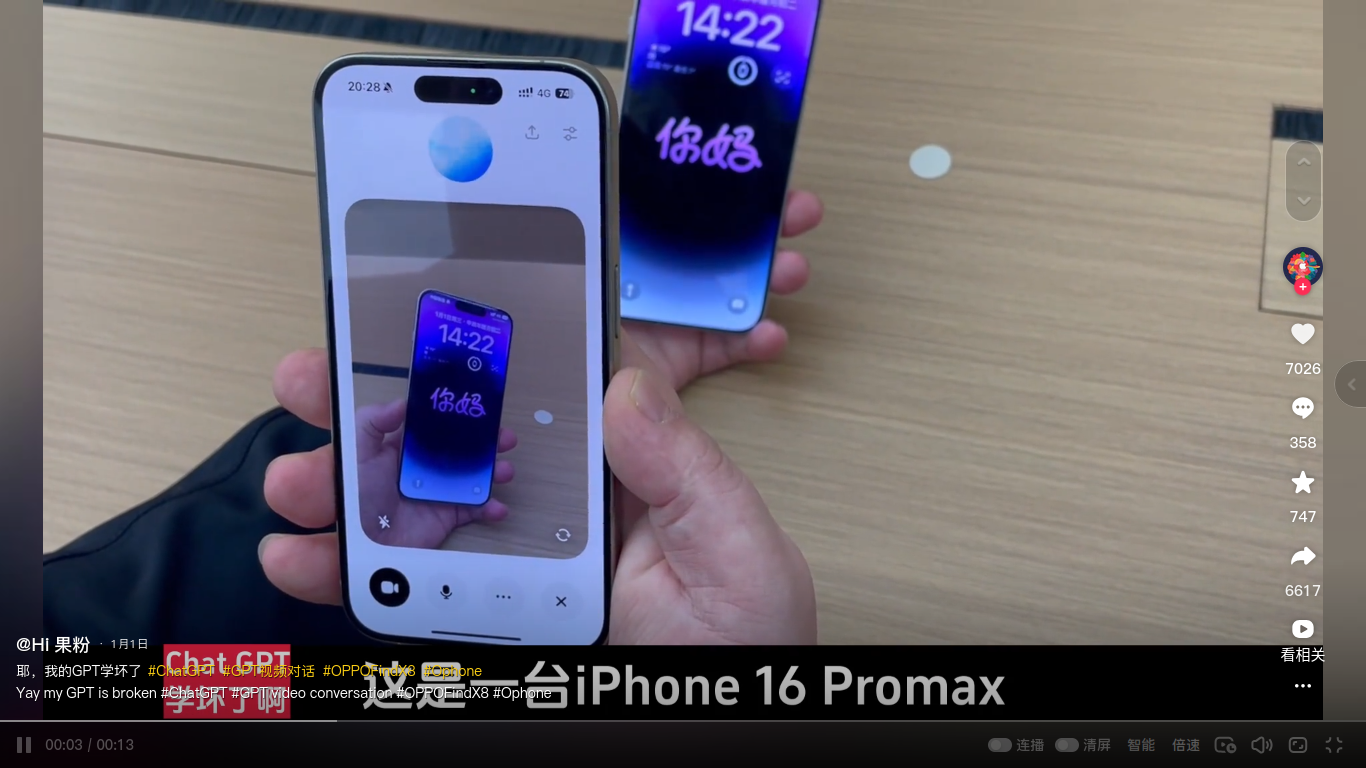 14:22
你好
20:28
4G
74
14:22
你好
7026
358
747
6617
看相关
@Hi 果粉 · 1月1日
耶，我的GPT学坏了 #ChatGPT #GPT视频对话 #OPPOFindX8 #Ophone
Yay my GPT is broken #ChatGPT #GPT video conversation #OPPOFindX8 #Ophone
Chat GPT
学坏了啊
这是一台iPhone 16 Promax
00:03 / 00:13
连播
清屏
智能
倍速